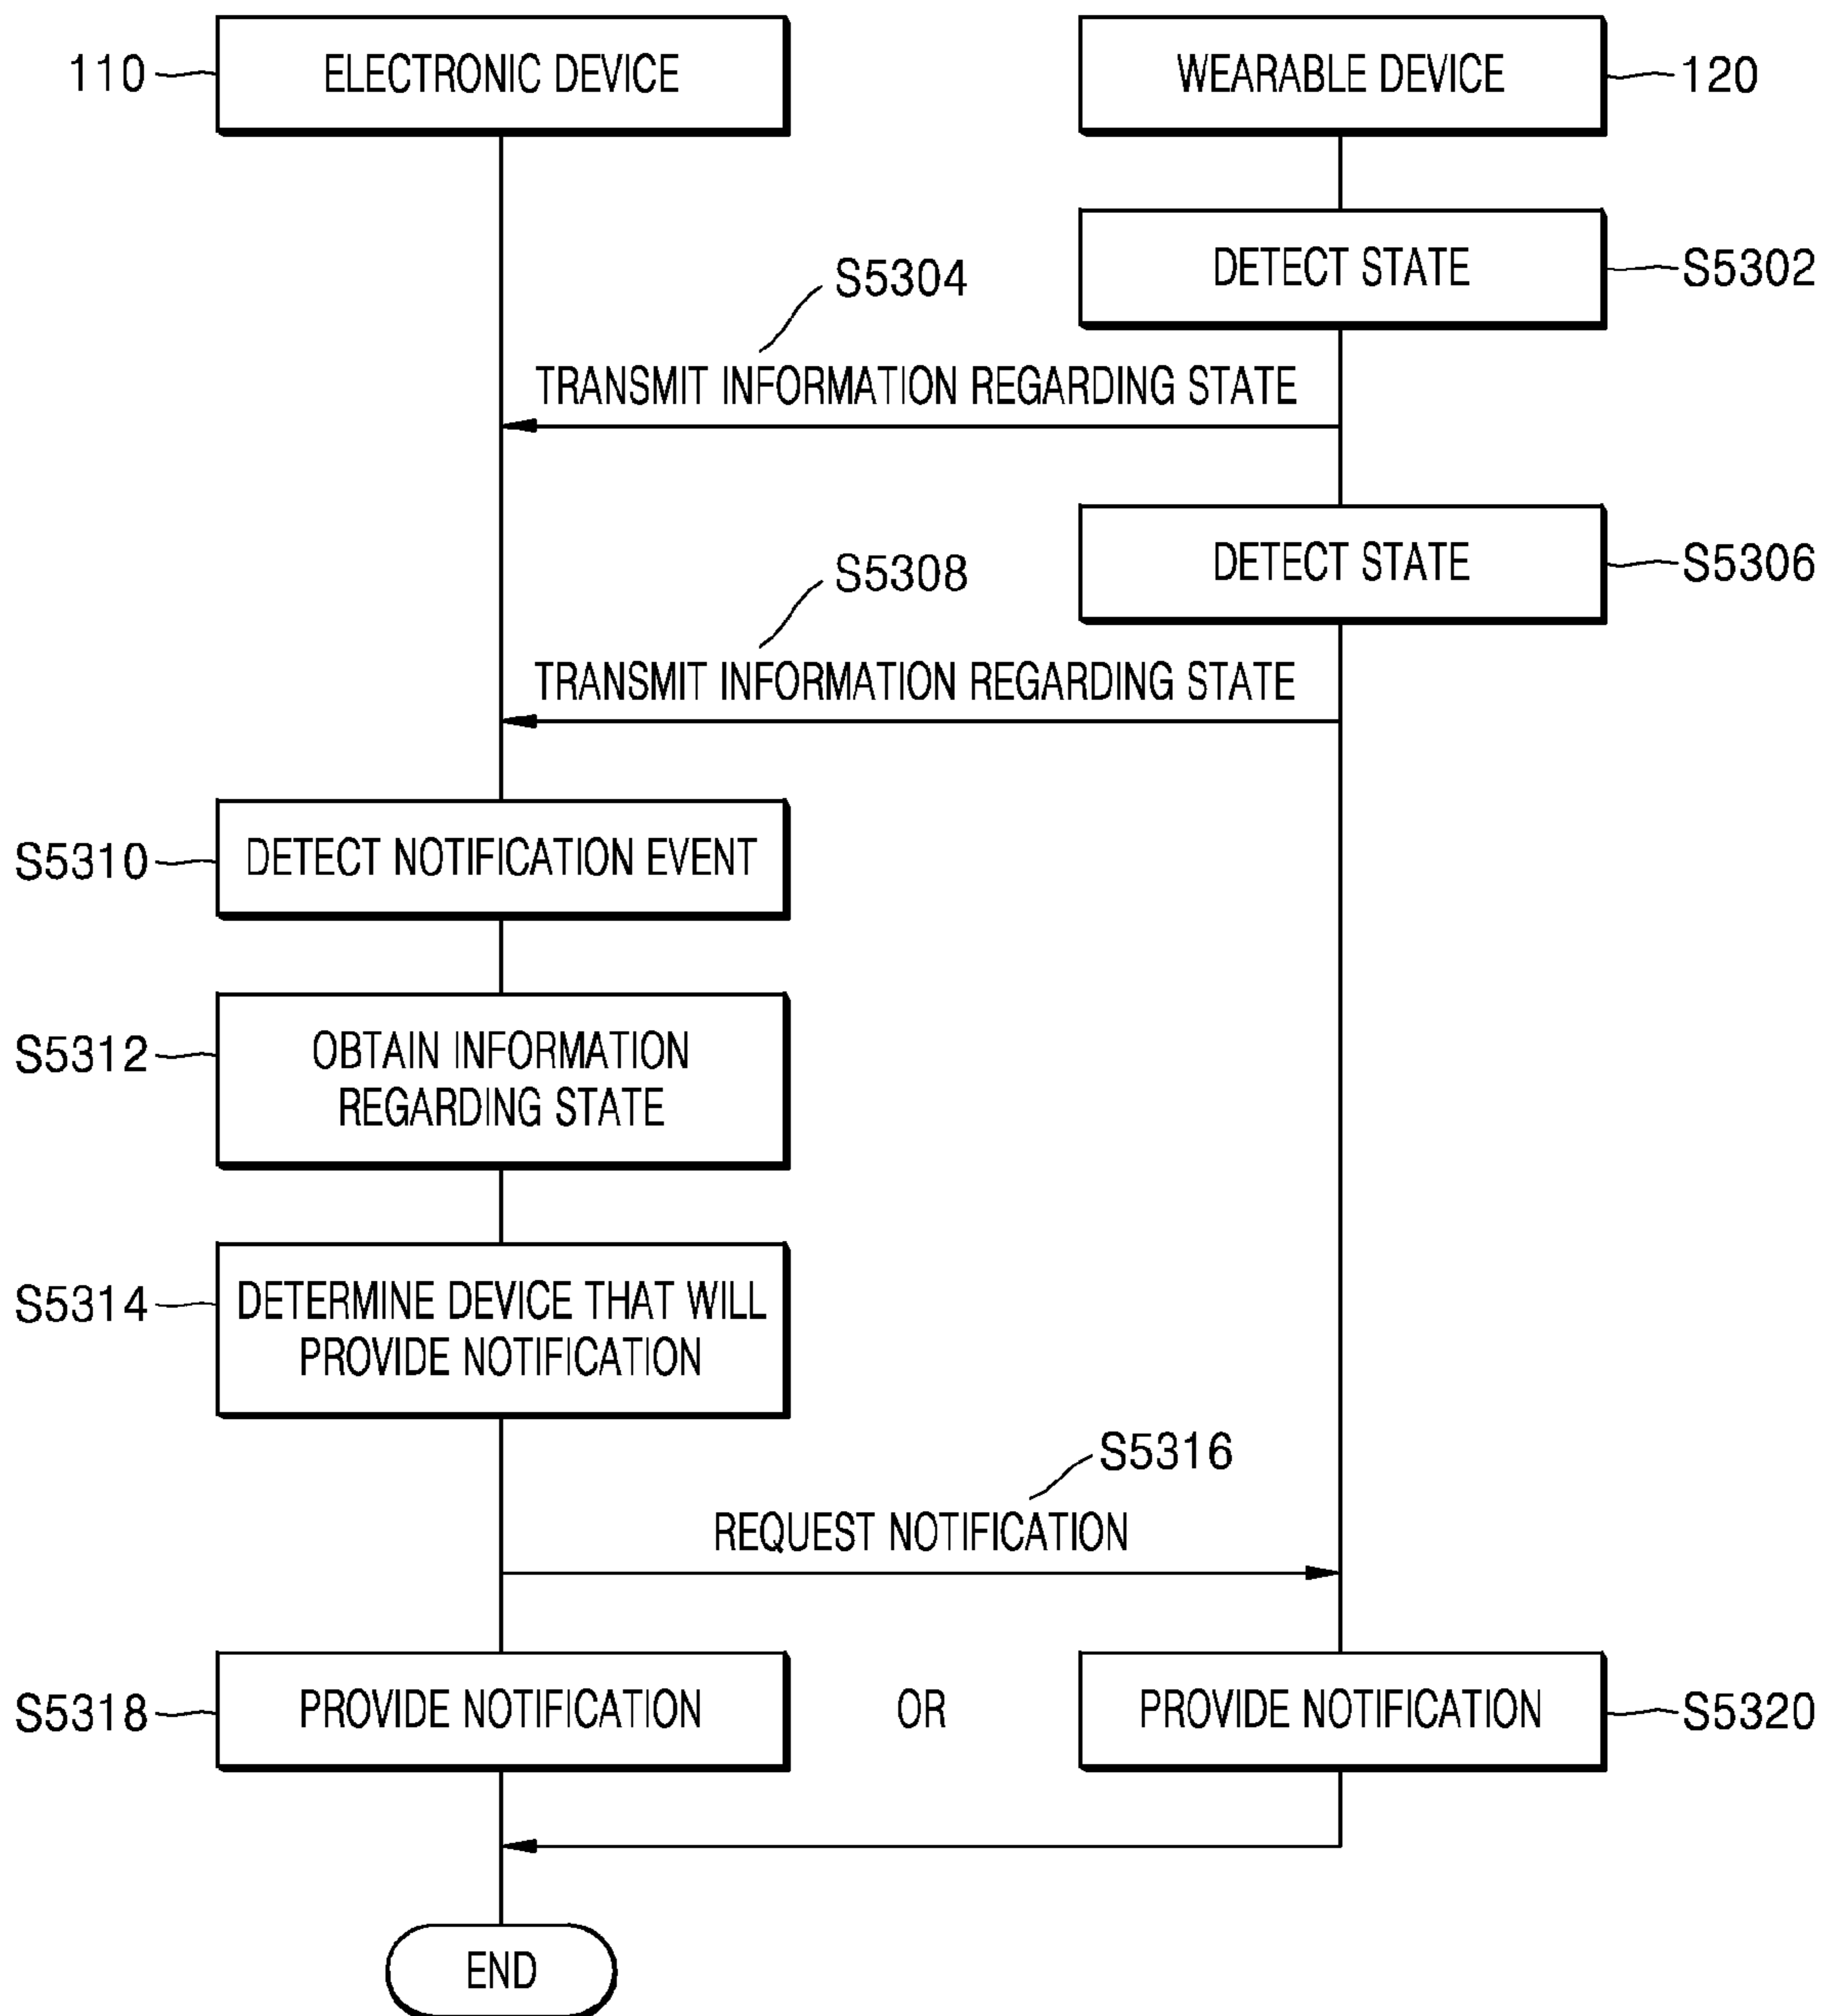 110
ELECTRONIC DEVICE
WEARABLE DEVICE
120
DETECT STATE
S5302
S5304
TRANSMIT INFORMATION REGARDING STATE
DETECT STATE
S5306
S5308
TRANSMIT INFORMATION REGARDING STATE
S5310
DETECT NOTIFICATION EVENT
S5312
OBTAIN INFORMATION
REGARDING STATE
S5314
DETERMINE DEVICE THAT WILL
PROVIDE NOTIFICATION
S5316
REQUEST NOTIFICATION
S5318
PROVIDE NOTIFICATION
OR
PROVIDE NOTIFICATION
S5320
END